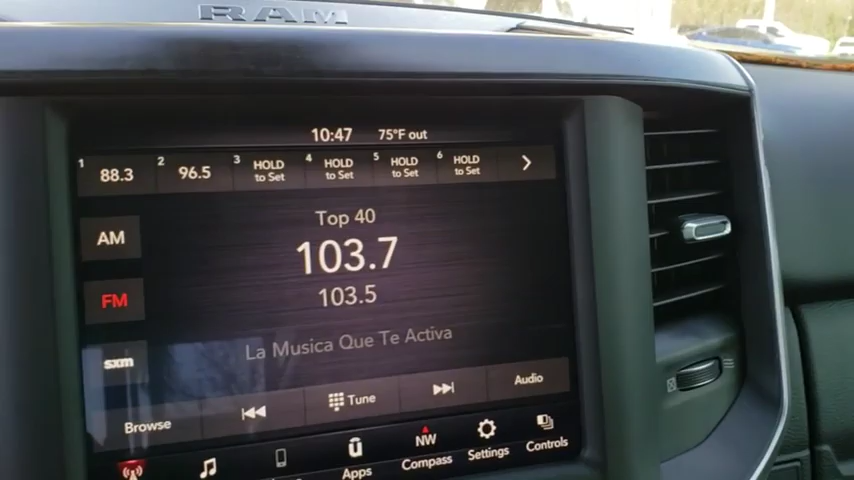 RAM
10:47 75°F out
1 88.3 2 96.5 3 HOLD to Set 4 HOLD to Set 5 HOLD to Set 6 HOLD to Set
Top 40
AM
103.7
FM
103.5
La Musica Que Te Activa
sxm
Browse Tune Audio
Apps NW Compass Settings Controls